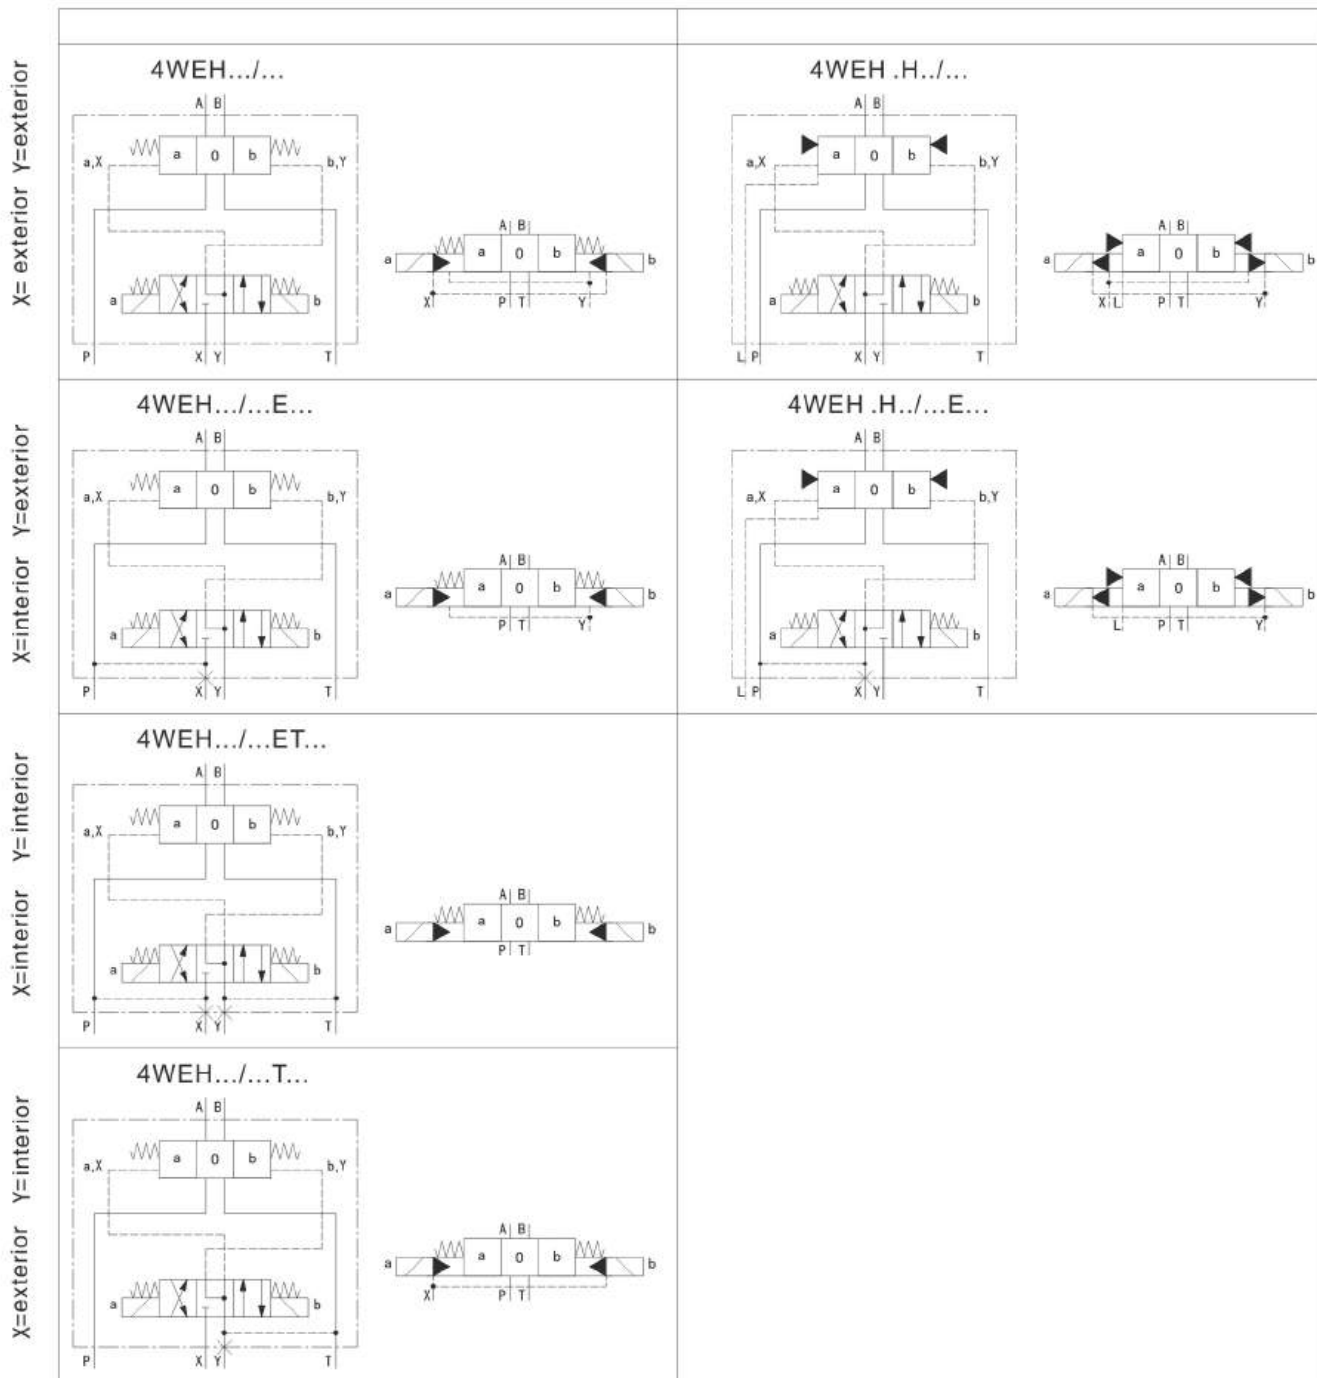 X= exterior Y=exterior
4WEH.../...
A B
a 0 b
a,X b,Y
a b
P X Y T
A B
a a 0 b b
X P T Y
4WEH .H../...
A B
a 0 b
a,X b,Y
a b
L P X Y T
A B
a a 0 b b
X L P T Y
X=interior Y=exterior
4WEH.../...E...
A B
a 0 b
a,X b,Y
a b
P X Y T
A B
a a 0 b b
P T Y
4WEH .H../...E...
A B
a 0 b
a,X b,Y
a b
L P X Y T
A B
a a 0 b b
L P T Y
X=interior Y=interior
4WEH.../...ET...
A B
a 0 b
a,X b,Y
a b
P X Y T
A B
a a 0 b b
P T
X=exterior Y=interior
4WEH.../...T...
A B
a 0 b
a,X b,Y
a b
P X Y T
A B
a a 0 b b
X P T